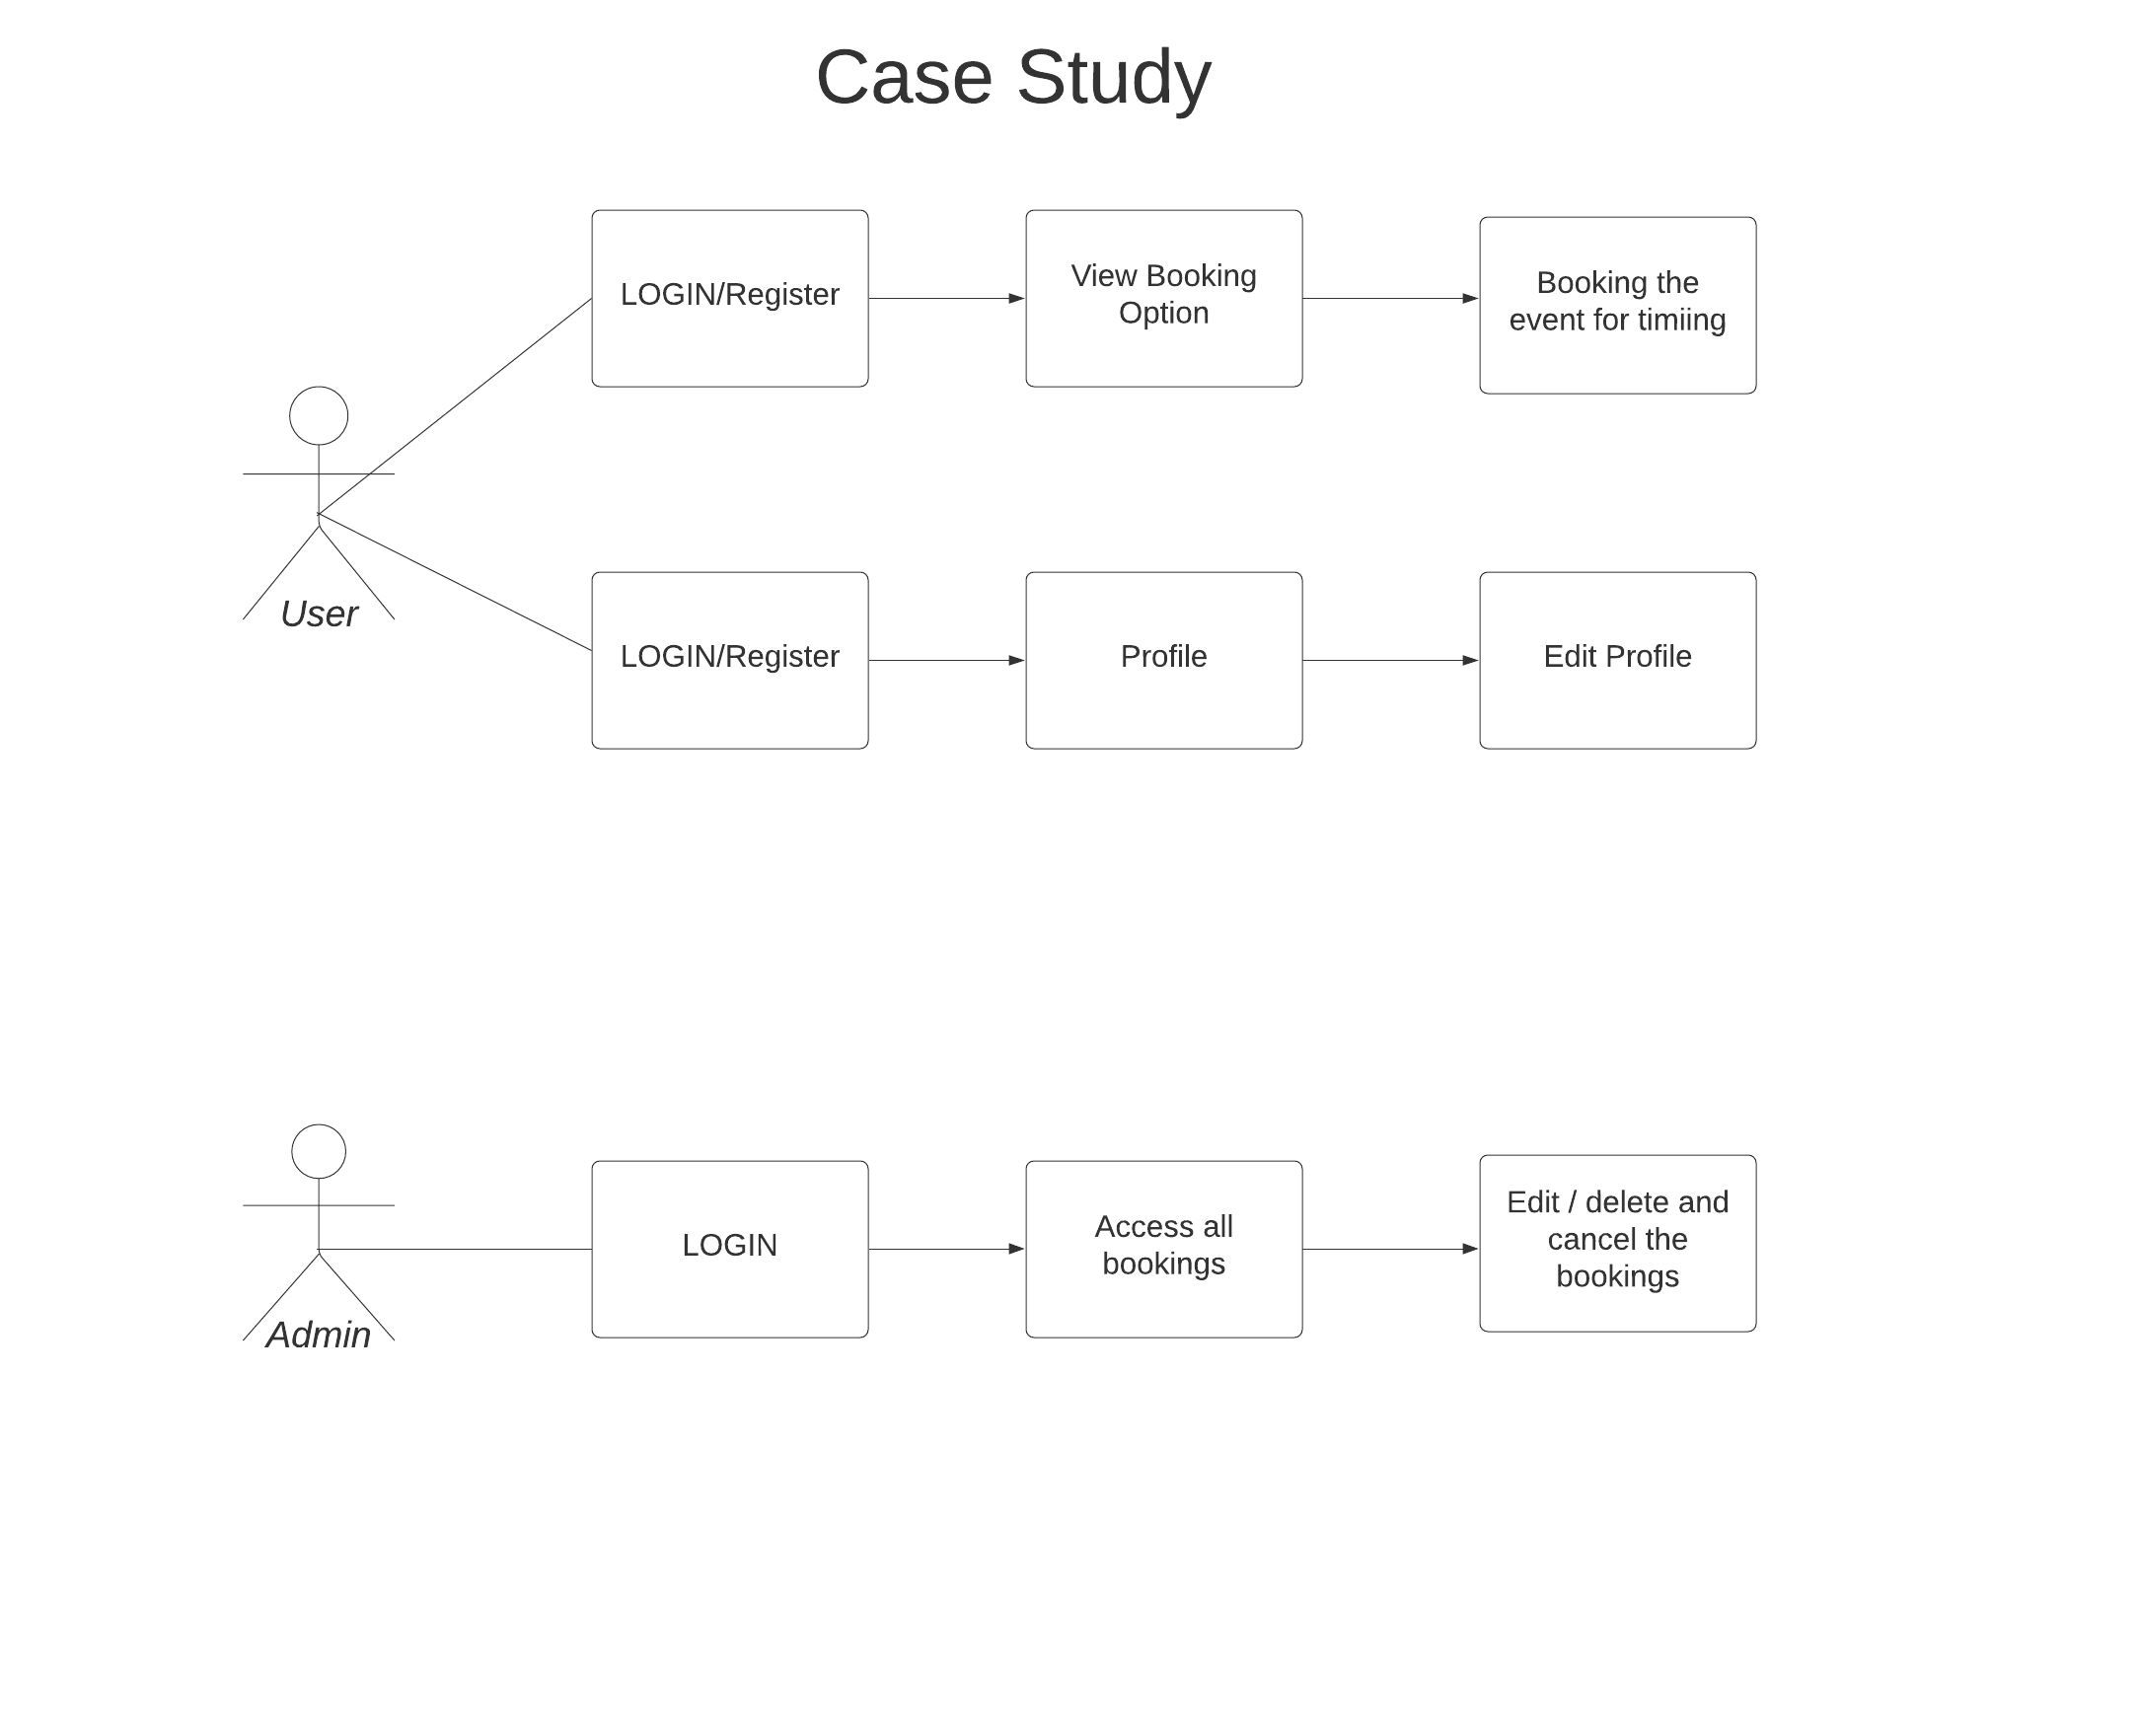 Case Study
LOGIN/Register
View Booking
Option
Booking the
event for timiing
User
LOGIN/Register
Profile
Edit Profile
LOGIN
Access all
bookings
Edit / delete and
cancel the
bookings
Admin